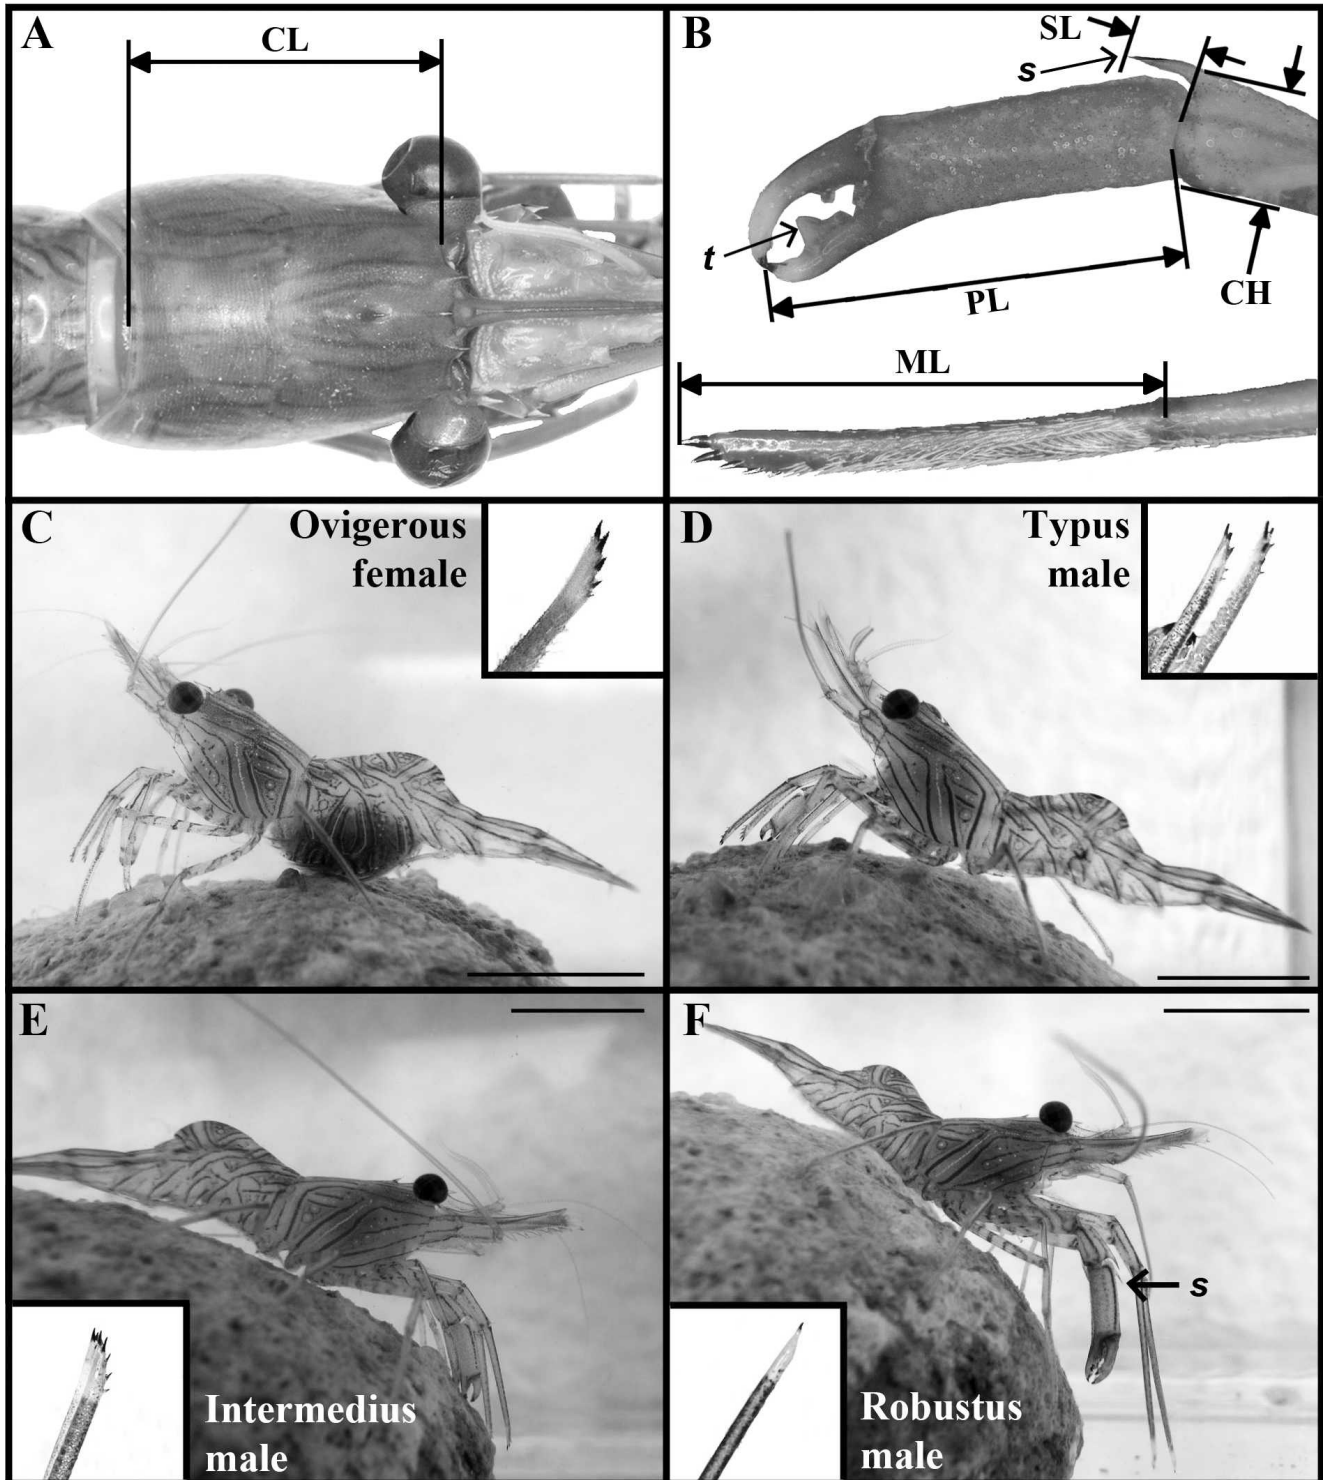 A
CL
B
SL
s
t
PL
CH
ML
C
Ovigerous
female
D
Typus
male
E
Intermedius
male
F
s
Robustus
male